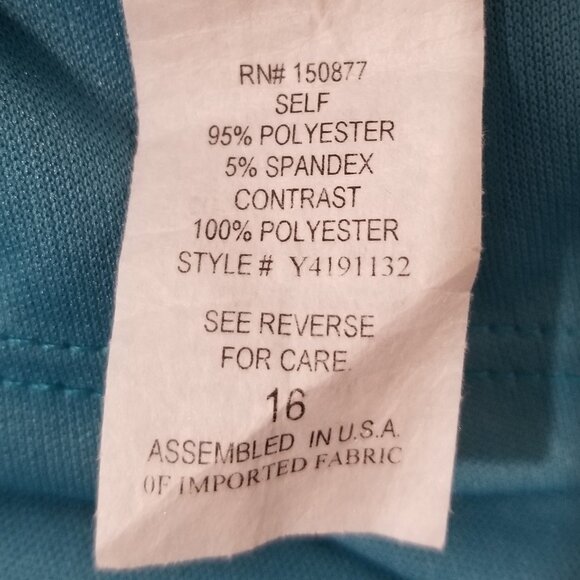 RN# 150877
SELF
95% POLYESTER
5% SPANDEX
CONTRAST
100% POLYESTER
STYLE # Y4191132
SEE REVERSE
FOR CARE.
16
ASSEMBLED IN U.S.A.
OF IMPORTED FABRIC